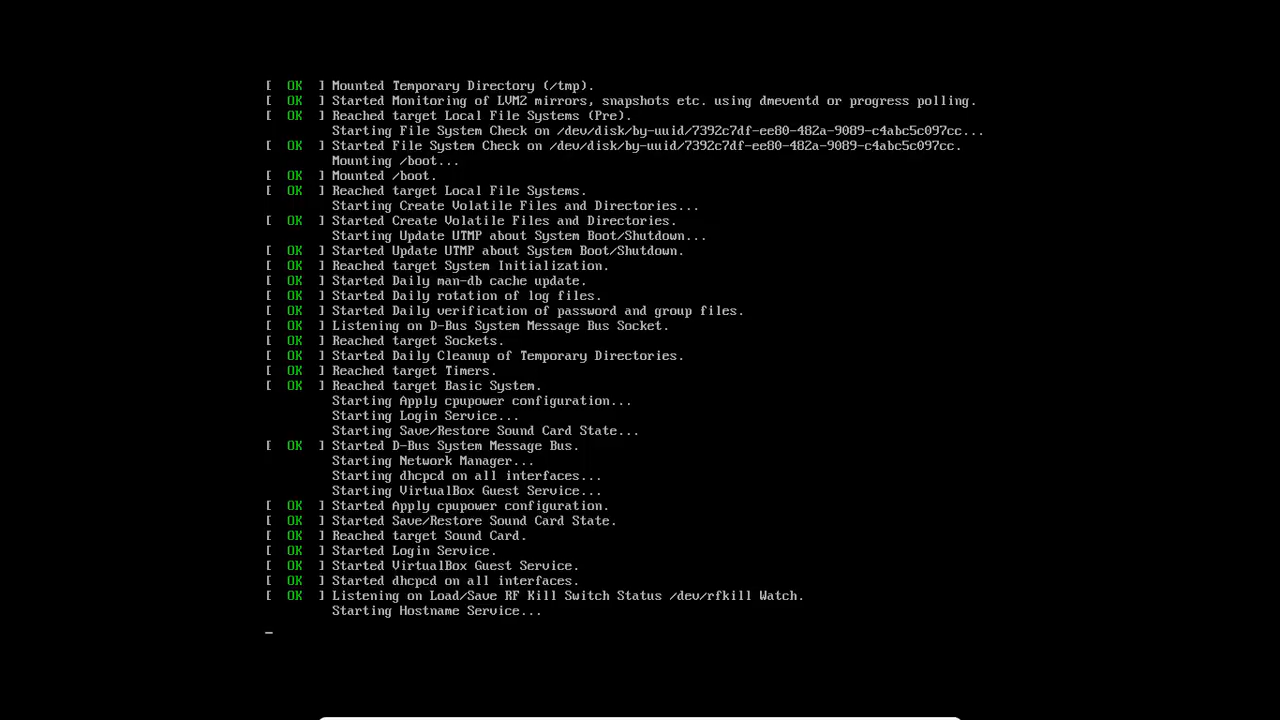 [  OK  ] Mounted Temporary Directory (/tmp).
[  OK  ] Started Monitoring of LVM2 mirrors, snapshots etc. using dmeventd or progress polling.
[  OK  ] Reached target Local File Systems (Pre).
Starting File System Check on /dev/disk/by-uuid/7392c7df-ee80-482a-9089-c4abc5c097cc...
[  OK  ] Started File System Check on /dev/disk/by-uuid/7392c7df-ee80-482a-9089-c4abc5c097cc.
Mounting /boot...
[  OK  ] Mounted /boot.
[  OK  ] Reached target Local File Systems.
Starting Create Volatile Files and Directories...
[  OK  ] Started Create Volatile Files and Directories.
Starting Update UTMP about System Boot/Shutdown...
[  OK  ] Started Update UTMP about System Boot/Shutdown.
[  OK  ] Reached target System Initialization.
[  OK  ] Started Daily man-db cache update.
[  OK  ] Started Daily rotation of log files.
[  OK  ] Started Daily verification of password and group files.
[  OK  ] Listening on D-Bus System Message Bus Socket.
[  OK  ] Reached target Sockets.
[  OK  ] Started Daily Cleanup of Temporary Directories.
[  OK  ] Reached target Timers.
[  OK  ] Reached target Basic System.
Starting Apply cpupower configuration...
Starting Login Service...
Starting Save/Restore Sound Card State...
[  OK  ] Started D-Bus System Message Bus.
Starting Network Manager...
Starting dhcpcd on all interfaces...
Starting VirtualBox Guest Service...
[  OK  ] Started Apply cpupower configuration.
[  OK  ] Started Save/Restore Sound Card State.
[  OK  ] Reached target Sound Card.
[  OK  ] Started Login Service.
[  OK  ] Started VirtualBox Guest Service.
[  OK  ] Started dhcpcd on all interfaces.
[  OK  ] Listening on Load/Save RF Kill Switch Status /dev/rfkill Watch.
Starting Hostname Service...